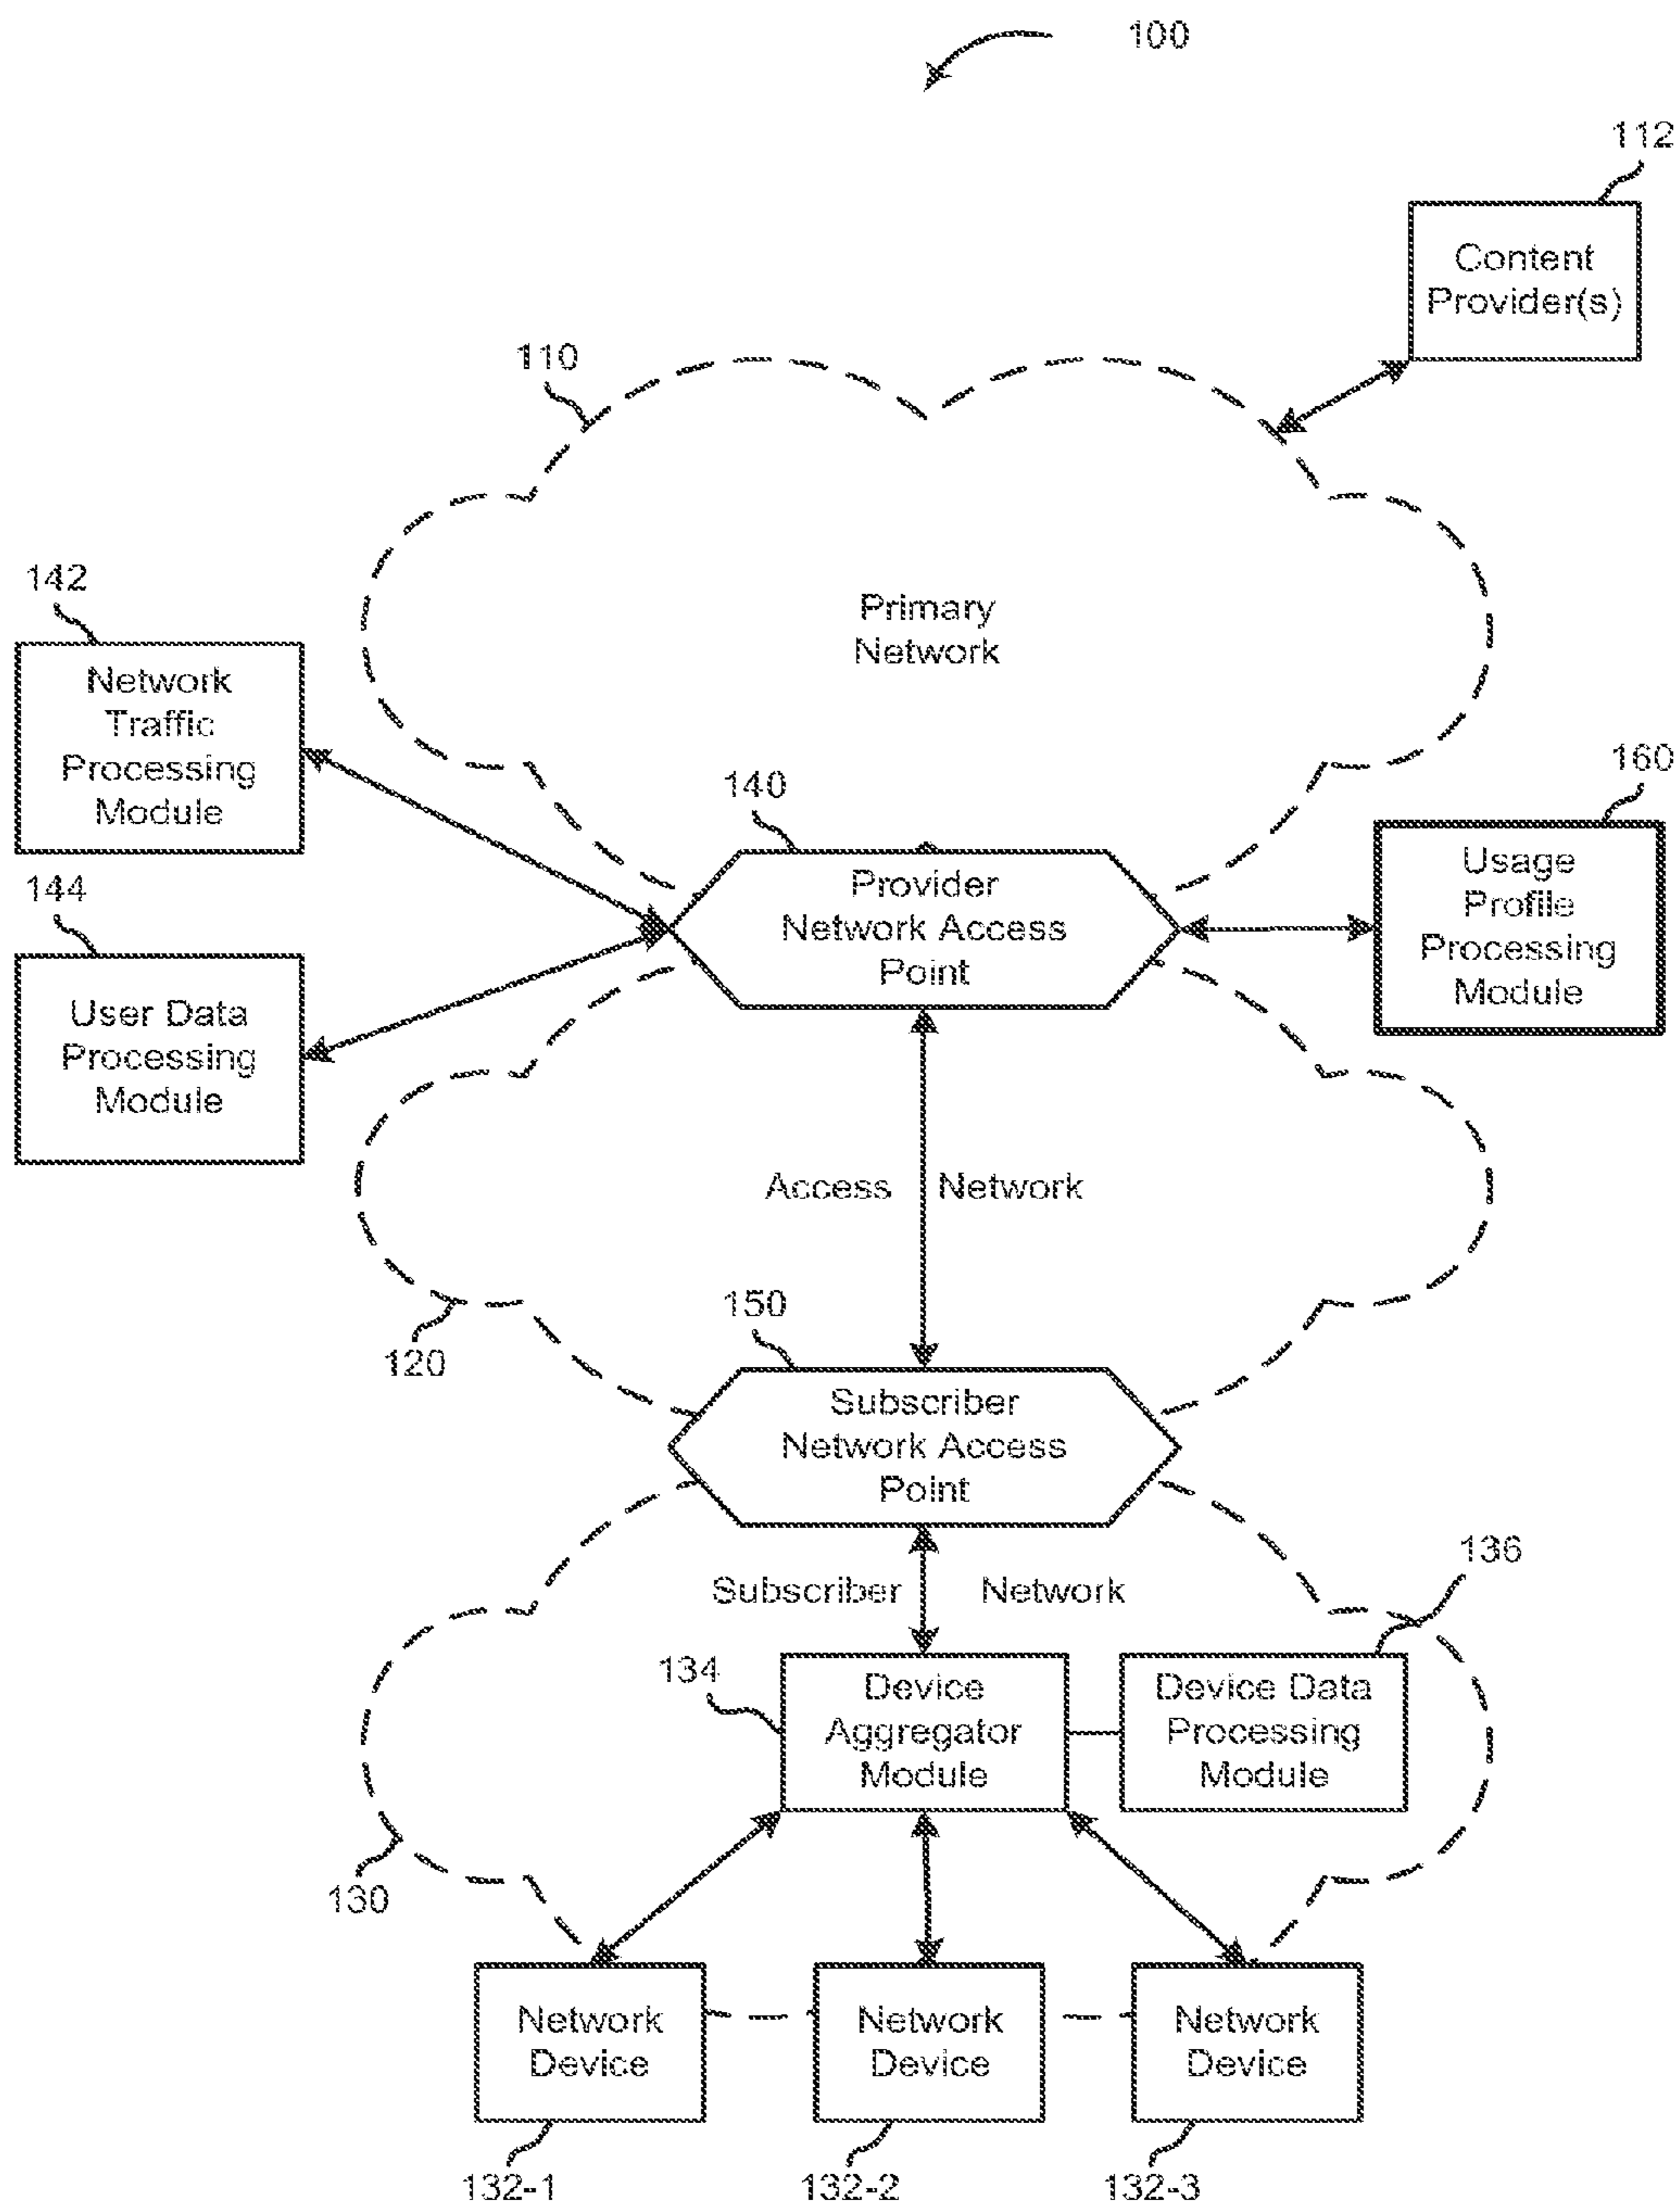 100
112
Content
Provider(s)
110
Primary
Network
142
Network
Traffic
Processing
Module
140
160
Provider
Network Access
Point
Usage
Profile
Processing
Module
144
User Data
Processing
Module
Access Network
150
120
Subscriber
Network Access
Point
136
Subscriber Network
134
Device
Aggregator
Module
Device Data
Processing
Module
130
Network
Device
Network
Device
Network
Device
132-1
132-2
132-3